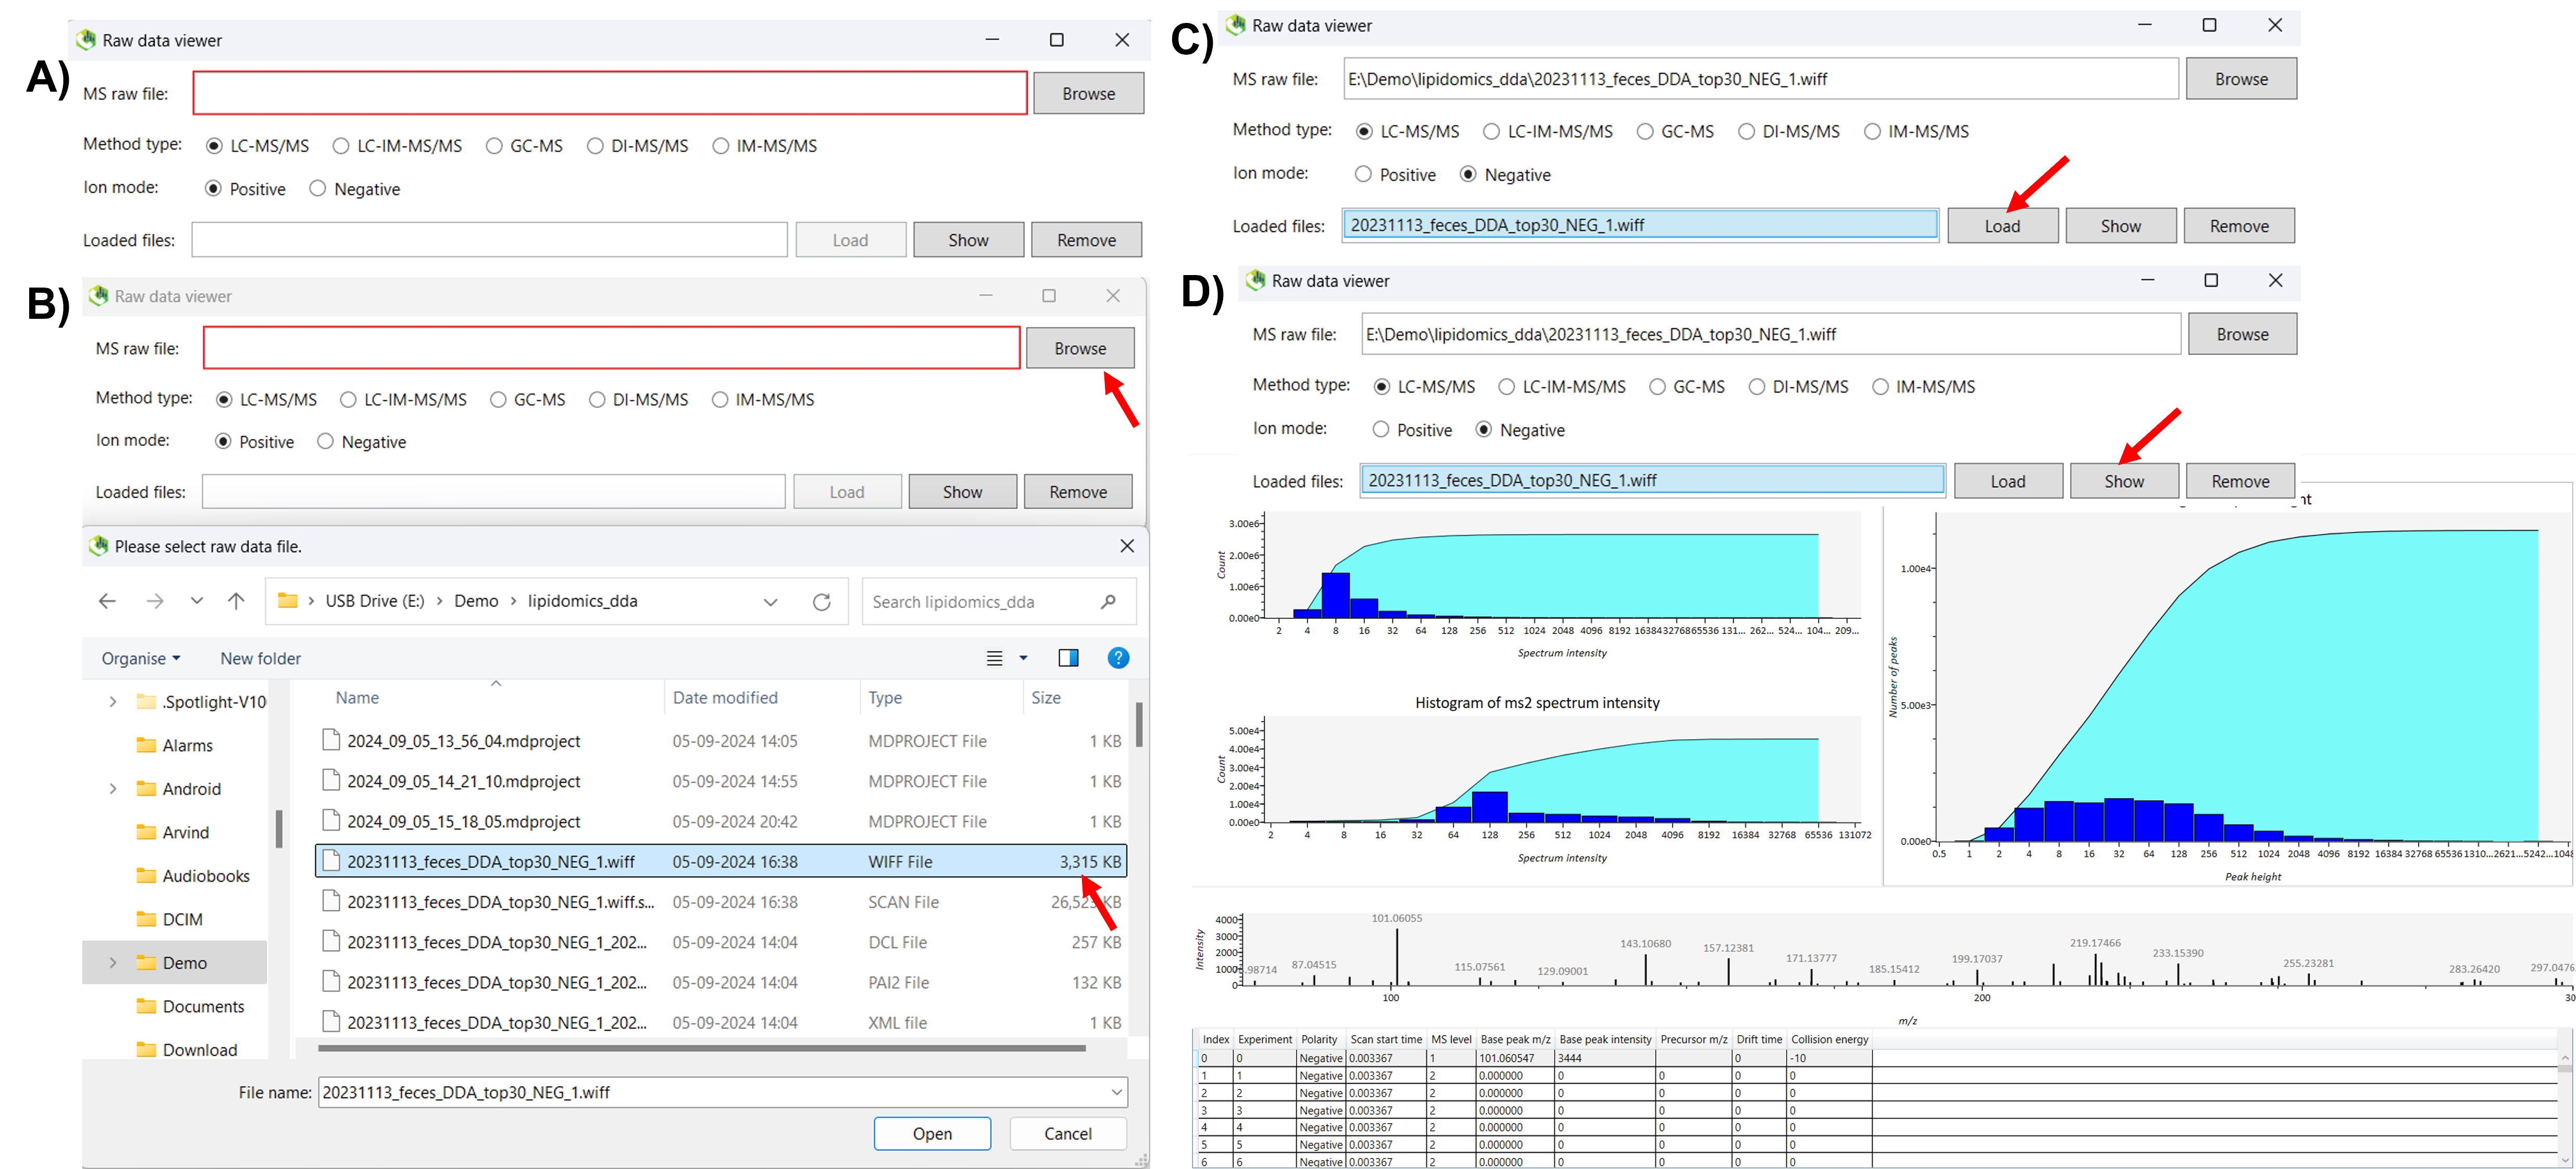 A)
Raw data viewer
MS raw file: Browse
Method type: LC-MS/MS LC-IM-MS/MS GC-MS DI-MS/MS IM-MS/MS
Ion mode: Positive Negative
Loaded files: Load Show Remove
B)
Raw data viewer
MS raw file: Browse
Method type: LC-MS/MS LC-IM-MS/MS GC-MS DI-MS/MS IM-MS/MS
Ion mode: Positive Negative
Loaded files: Load Show Remove
Please select raw data file.
USB Drive (E:) > Demo > lipidomics_dda Search lipidomics_dda
Organise New folder
Name Date modified Type Size
.Spotlight-V10
Alarms
Android
Arvind
Audiobooks
DCIM
Demo
Documents
Download
2024_09_05_13_56_04.mdproject 05-09-2024 14:05 MDPROJECT File 1 KB
2024_09_05_14_21_10.mdproject 05-09-2024 14:55 MDPROJECT File 1 KB
2024_09_05_15_18_05.mdproject 05-09-2024 20:42 MDPROJECT File 1 KB
20231113_feces_DDA_top30_NEG_1.wiff 05-09-2024 16:38 WIFF File 3,315 KB
20231113_feces_DDA_top30_NEG_1.wiff.s... 05-09-2024 16:38 SCAN File KB
20231113_feces_DDA_top30_NEG_1_202... 05-09-2024 14:04 DCL File 257 KB
20231113_feces_DDA_top30_NEG_1_202... 05-09-2024 14:04 PAI2 File 132 KB
20231113_feces_DDA_top30_NEG_1_202... 05-09-2024 14:04 XML file 1 KB
File name: 20231113_feces_DDA_top30_NEG_1.wiff
Open Cancel
C)
Raw data viewer
MS raw file: E:\Demo\lipidomics_dda\20231113_feces_DDA_top30_NEG_1.wiff Browse
Method type: LC-MS/MS LC-IM-MS/MS GC-MS DI-MS/MS IM-MS/MS
Ion mode: Positive Negative
Loaded files: 20231113_feces_DDA_top30_NEG_1.wiff Load Show Remove
D)
Raw data viewer
MS raw file: E:\Demo\lipidomics_dda\20231113_feces_DDA_top30_NEG_1.wiff Browse
Method type: LC-MS/MS LC-IM-MS/MS GC-MS DI-MS/MS IM-MS/MS
Ion mode: Positive Negative
Loaded files: 20231113_feces_DDA_top30_NEG_1.wiff Load Show Remove
ht
3.00e6
2.00e6
1.00e6
0.00e0
Count
2 4 8 16 32 64 128 256 512 1024 2048 4096 8192 16384 32768 65536 131... 262... 524... 104... 209...
Spectrum intensity
Histogram of ms2 spectrum intensity
5.00e4
4.00e4
3.00e4
2.00e4
1.00e4
0.00e0
Count
2 4 8 16 32 64 128 256 512 1024 2048 4096 8192 16384 32768 65536 131072
Spectrum intensity
1.00e4
5.00e3
0.00e0
Number of peaks
0.5 1 2 4 8 16 32 64 128 256 512 1024 2048 4096 8192 16384 32768 65536 1310... 2621... 5242... 1048
Peak height
4000
3000
2000
1000
0
Intensity
.98714 87.04515 101.06055 115.07561 129.09001 143.10680 157.12381 171.13777 185.15412 199.17037 219.17466 233.15390 255.23281 283.26420 297.0476
100 200 30
m/z
Index Experiment Polarity Scan start time MS level Base peak m/z Base peak intensity Precursor m/z Drift time Collision energy
0 0 Negative 0.003367 1 101.060547 3444 0 -10
1 1 Negative 0.003367 2 0.000000 0 0 0 0
2 2 Negative 0.003367 2 0.000000 0 0 0 0
3 3 Negative 0.003367 2 0.000000 0 0 0 0
4 4 Negative 0.003367 2 0.000000 0 0 0 0
5 5 Negative 0.003367 2 0.000000 0 0 0 0
6 6 Negative 0.003367 2 0.000000 0 0 0 0